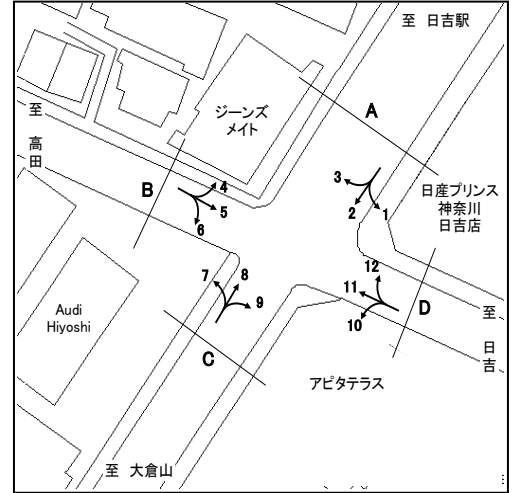 至 日吉駅
A
ジーンズ
メイト
至
高
田
B
4
5
6
3
2
1
日産プリンス
神奈川
日吉店
12
11
10
D
至
日
吉
7
8
9
C
Audi
Hiyoshi
アピタテラス
至 大倉山